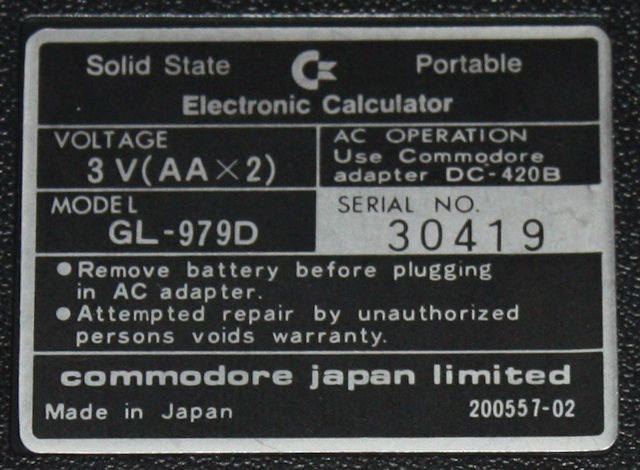 Solid State Portable
Electronic Calculator
VOLTAGE
3 V(AA×2)
AC OPERATION
Use Commodore
adapter DC-420B
MODEL
GL-979D
SERIAL NO.
30419
●Remove battery before plugging
in AC adapter.
●Attempted repair by unauthorized
persons voids warranty.
commodore japan limited
Made in Japan 200557-02